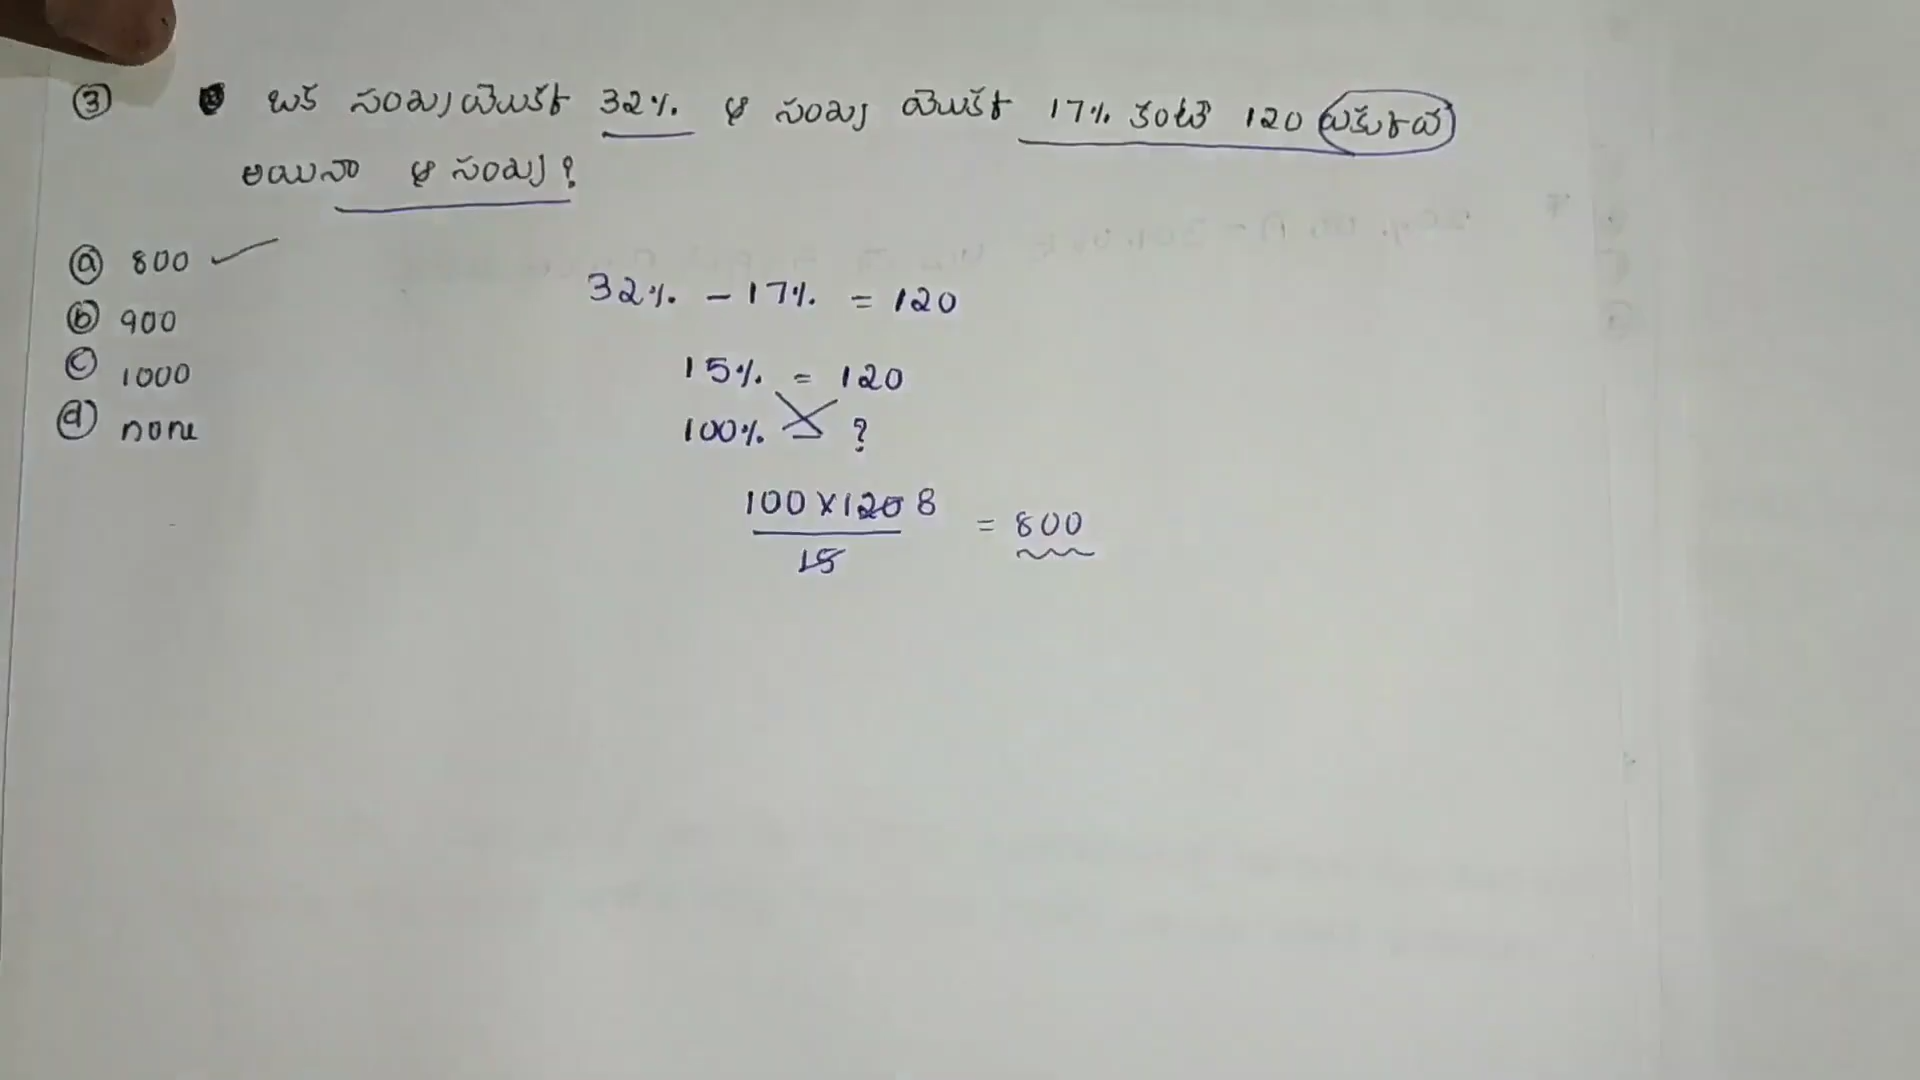 ③ ఒక సంఖ్య యొక్క 32% ఆ సంఖ్య యొక్క 17% కంటె 120 ఎక్కువ
అయినా ఆ సంఖ్య?
ⓐ 800 ✓
ⓑ 900
ⓒ 1000
ⓓ none
32% - 17% = 120
15% = 120
100% = ?
100 × 120 8
15
= 800